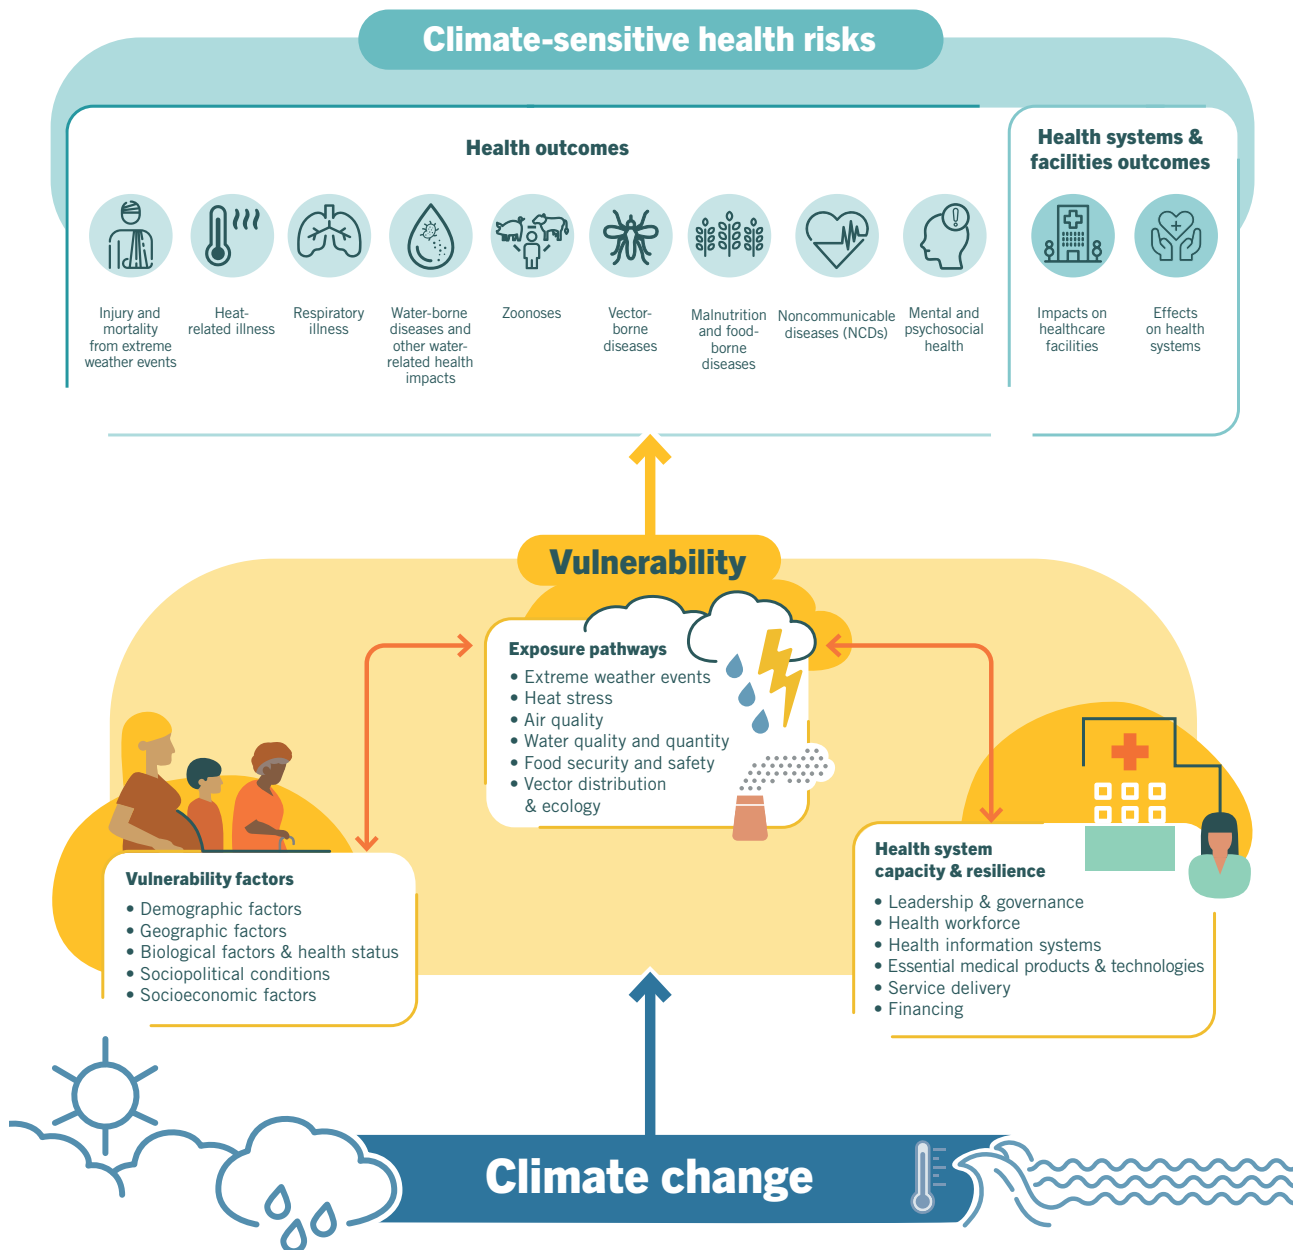 Climate-sensitive health risks
Health outcomes
Injury and
mortality
from extreme
weather events
Heat-
related illness
Respiratory
illness
Water-borne
diseases and
other water-
related health
impacts
Zoonoses
Vector-
borne
diseases
Malnutrition
and food-
borne
diseases
Noncommunicable
diseases (NCDs)
Mental and
psychosocial
health
Health systems &
facilities outcomes
Impacts on
healthcare
facilities
Effects
on health
systems
Vulnerability
Exposure pathways
• Extreme weather events
• Heat stress
• Air quality
• Water quality and quantity
• Food security and safety
• Vector distribution
& ecology
Vulnerability factors
• Demographic factors
• Geographic factors
• Biological factors & health status
• Sociopolitical conditions
• Socioeconomic factors
Health system
capacity & resilience
• Leadership & governance
• Health workforce
• Health information systems
• Essential medical products & technologies
• Service delivery
• Financing
Climate change